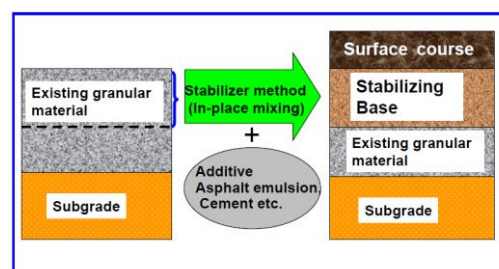 Existing granular
material
Subgrade
Stabilizer method
(In-place mixing)
+
Additive
Asphalt emulsion,
Cement etc.
Surface course
Stabilizing
Base
Existing granular
material
Subgrade